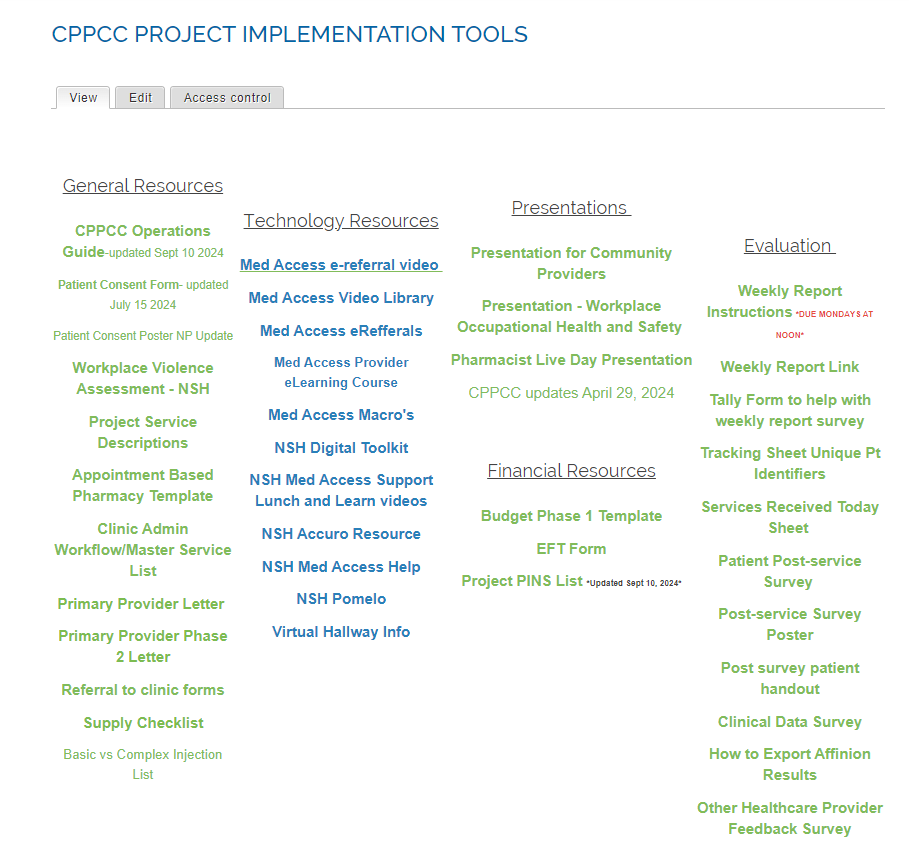 CPPCC PROJECT IMPLEMENTATION TOOLS
View
Edit
Access control
General Resources
CPPCC Operations
Guide-updated Sept 10 2024
Patient Consent Form- updated
July 15 2024
Patient Consent Poster NP Update
Workplace Violence
Assessment - NSH
Project Service
Descriptions
Appointment Based
Pharmacy Template
Clinic Admin
Workflow/Master Service
List
Primary Provider Letter
Primary Provider Phase
2 Letter
Referral to clinic forms
Supply Checklist
Basic vs Complex Injection
List
Technology Resources
Med Access e-referral video
Med Access Video Library
Med Access eRefferals
Med Access Provider
eLearning Course
Med Access Macro's
NSH Digital Toolkit
NSH Med Access Support
Lunch and Learn videos
NSH Accuro Resource
NSH Med Access Help
NSH Pomelo
Virtual Hallway Info
Presentations
Presentation for Community
Providers
Presentation - Workplace
Occupational Health and Safety
Pharmacist Live Day Presentation
CPPCC updates April 29, 2024
Financial Resources
Budget Phase 1 Template
EFT Form
Project PINS List *Updated Sept 10, 2024*
Evaluation
Weekly Report
Instructions *DUE MONDAYS AT
NOON*
Weekly Report Link
Tally Form to help with
weekly report survey
Tracking Sheet Unique Pt
Identifiers
Services Received Today
Sheet
Patient Post-service
Survey
Post-service Survey
Poster
Post survey patient
handout
Clinical Data Survey
How to Export Affinion
Results
Other Healthcare Provider
Feedback Survey